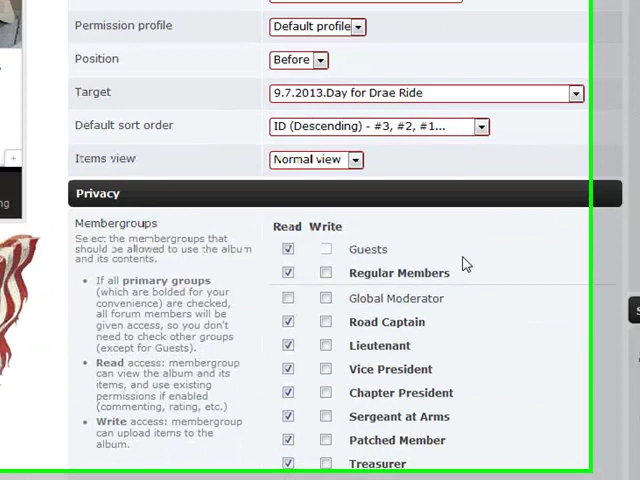 Permission profile
Default profile
Position
Before
Target
9.7.2013.Day for Drae Ride
Default sort order
ID (Descending) - #3, #2, #1...
Items view
Normal view
Privacy
Membergroups
Select the membergroups that
should be allowed to use the album
and its contents.
• If all primary groups
(which are bolded for your
convenience) are checked,
all forum members will be
given access, so you don't
need to check other groups
(except for Guests).
• Read access: membergroup
can view the album and its
items, and use existing
permissions if enabled
(commenting, rating, etc.)
• Write access: membergroup
can upload items to the
album.
Read Write
Guests
Regular Members
Global Moderator
Road Captain
Lieutenant
Vice President
Chapter President
Sergeant at Arms
Patched Member
Treasurer